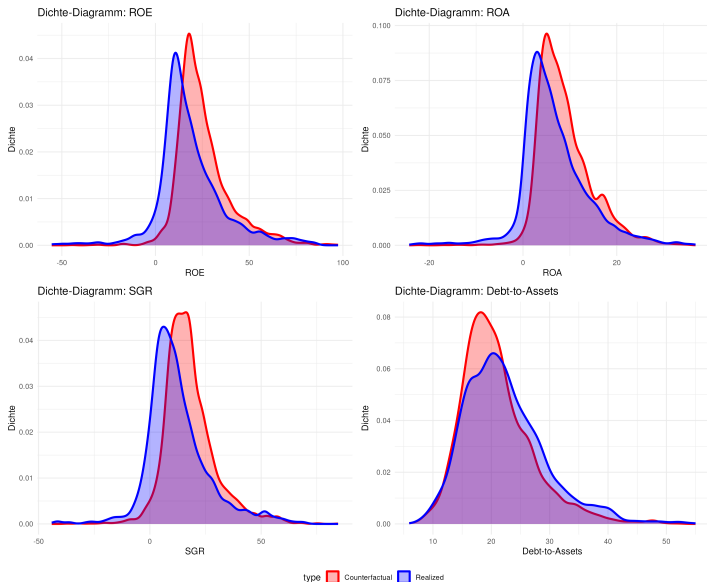 Dichte-Diagramm: ROE
Dichte
0.04
0.03
0.02
0.01
0.00
-50
0
50
100
ROE
Dichte-Diagramm: ROA
Dichte
0.100
0.075
0.050
0.025
0.000
-20
0
20
ROA
Dichte-Diagramm: SGR
Dichte
0.04
0.03
0.02
0.01
0.00
-50
0
50
SGR
Dichte-Diagramm: Debt-to-Assets
Dichte
0.08
0.06
0.04
0.02
0.00
10
20
30
40
50
Debt-to-Assets
type Counterfactual Realized